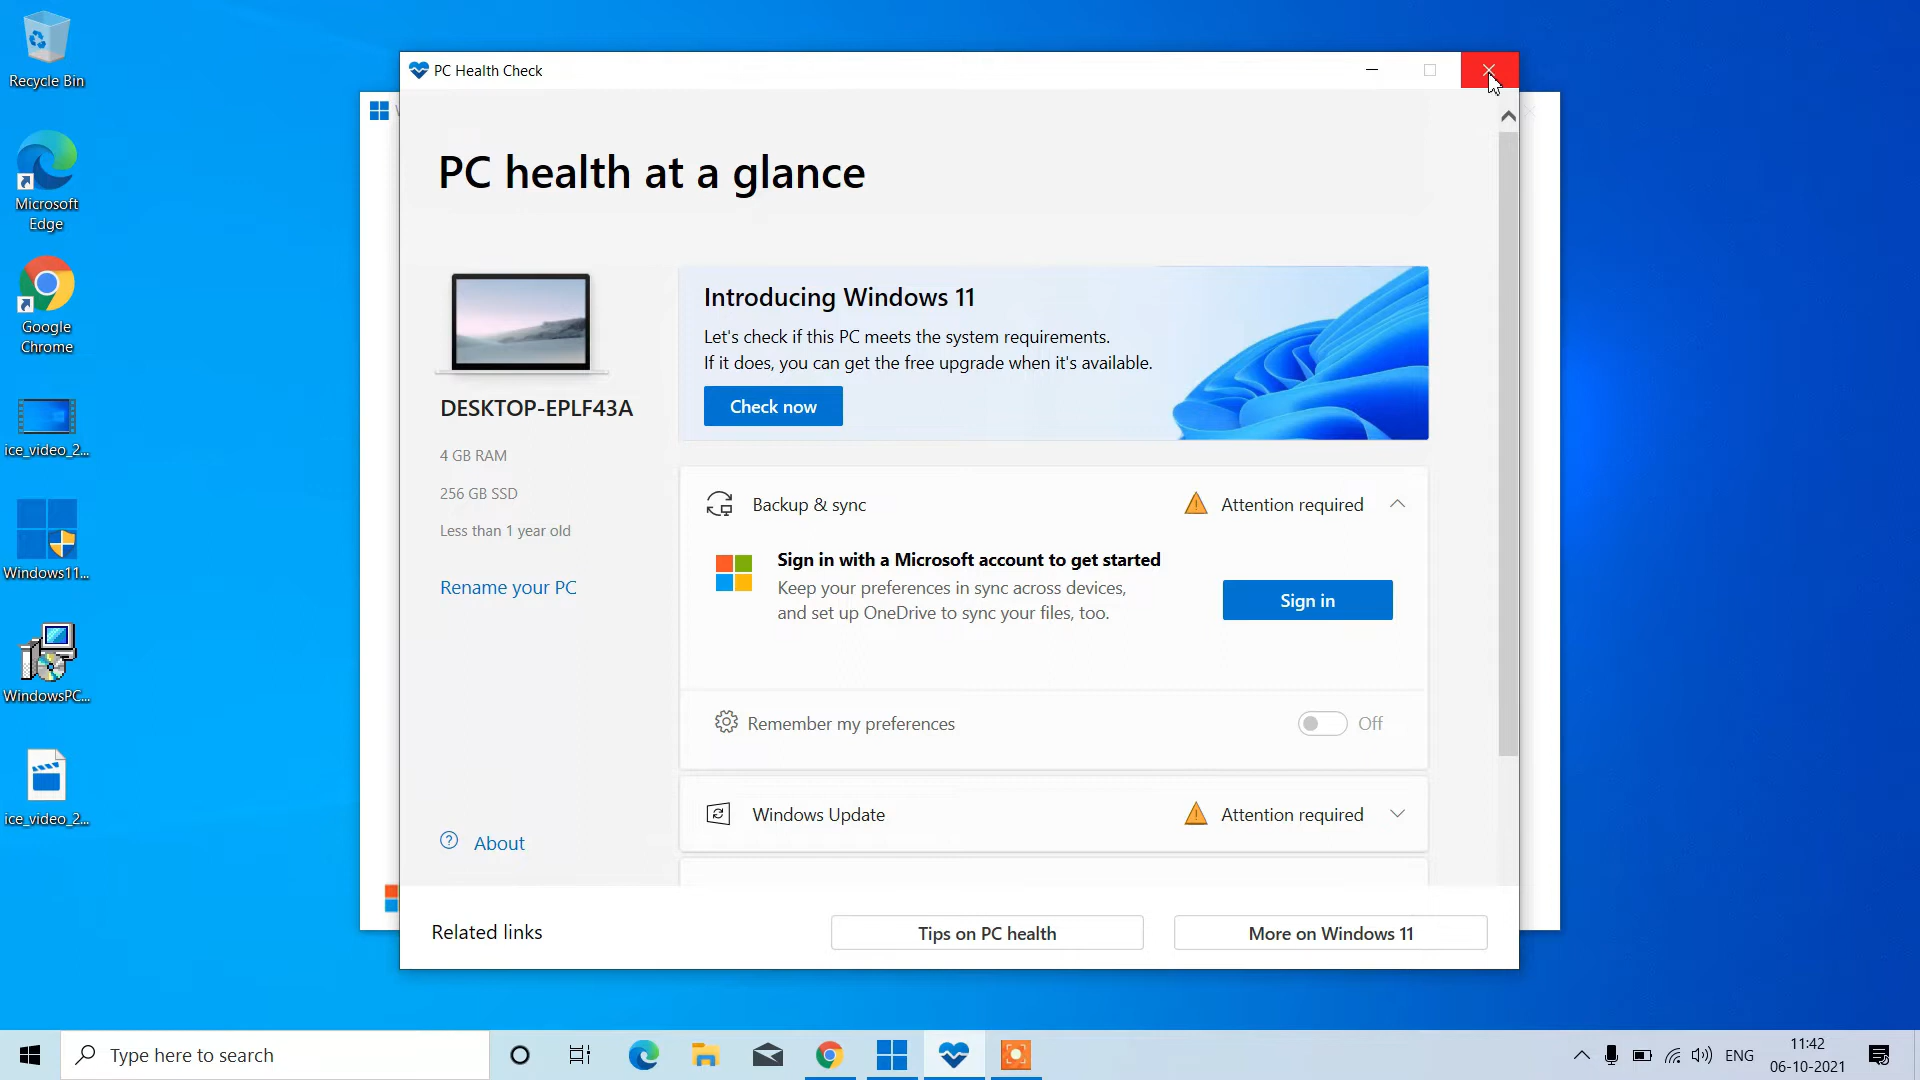 Recycle Bin
Microsoft
Edge
Google
Chrome
ice_video_2...
Windows11...
WindowsPC...
ice_video_2...
PC Health Check
PC health at a glance
DESKTOP-EPLF43A
4 GB RAM
256 GB SSD
Less than 1 year old
Rename your PC
About
Introducing Windows 11
Let's check if this PC meets the system requirements.
If it does, you can get the free upgrade when it's available.
Check now
Backup & sync
Attention required
Sign in with a Microsoft account to get started
Keep your preferences in sync across devices,
and set up OneDrive to sync your files, too.
Sign in
Remember my preferences
Off
Windows Update
Attention required
Related links
Tips on PC health
More on Windows 11
Type here to search
ENG
11:42
06-10-2021